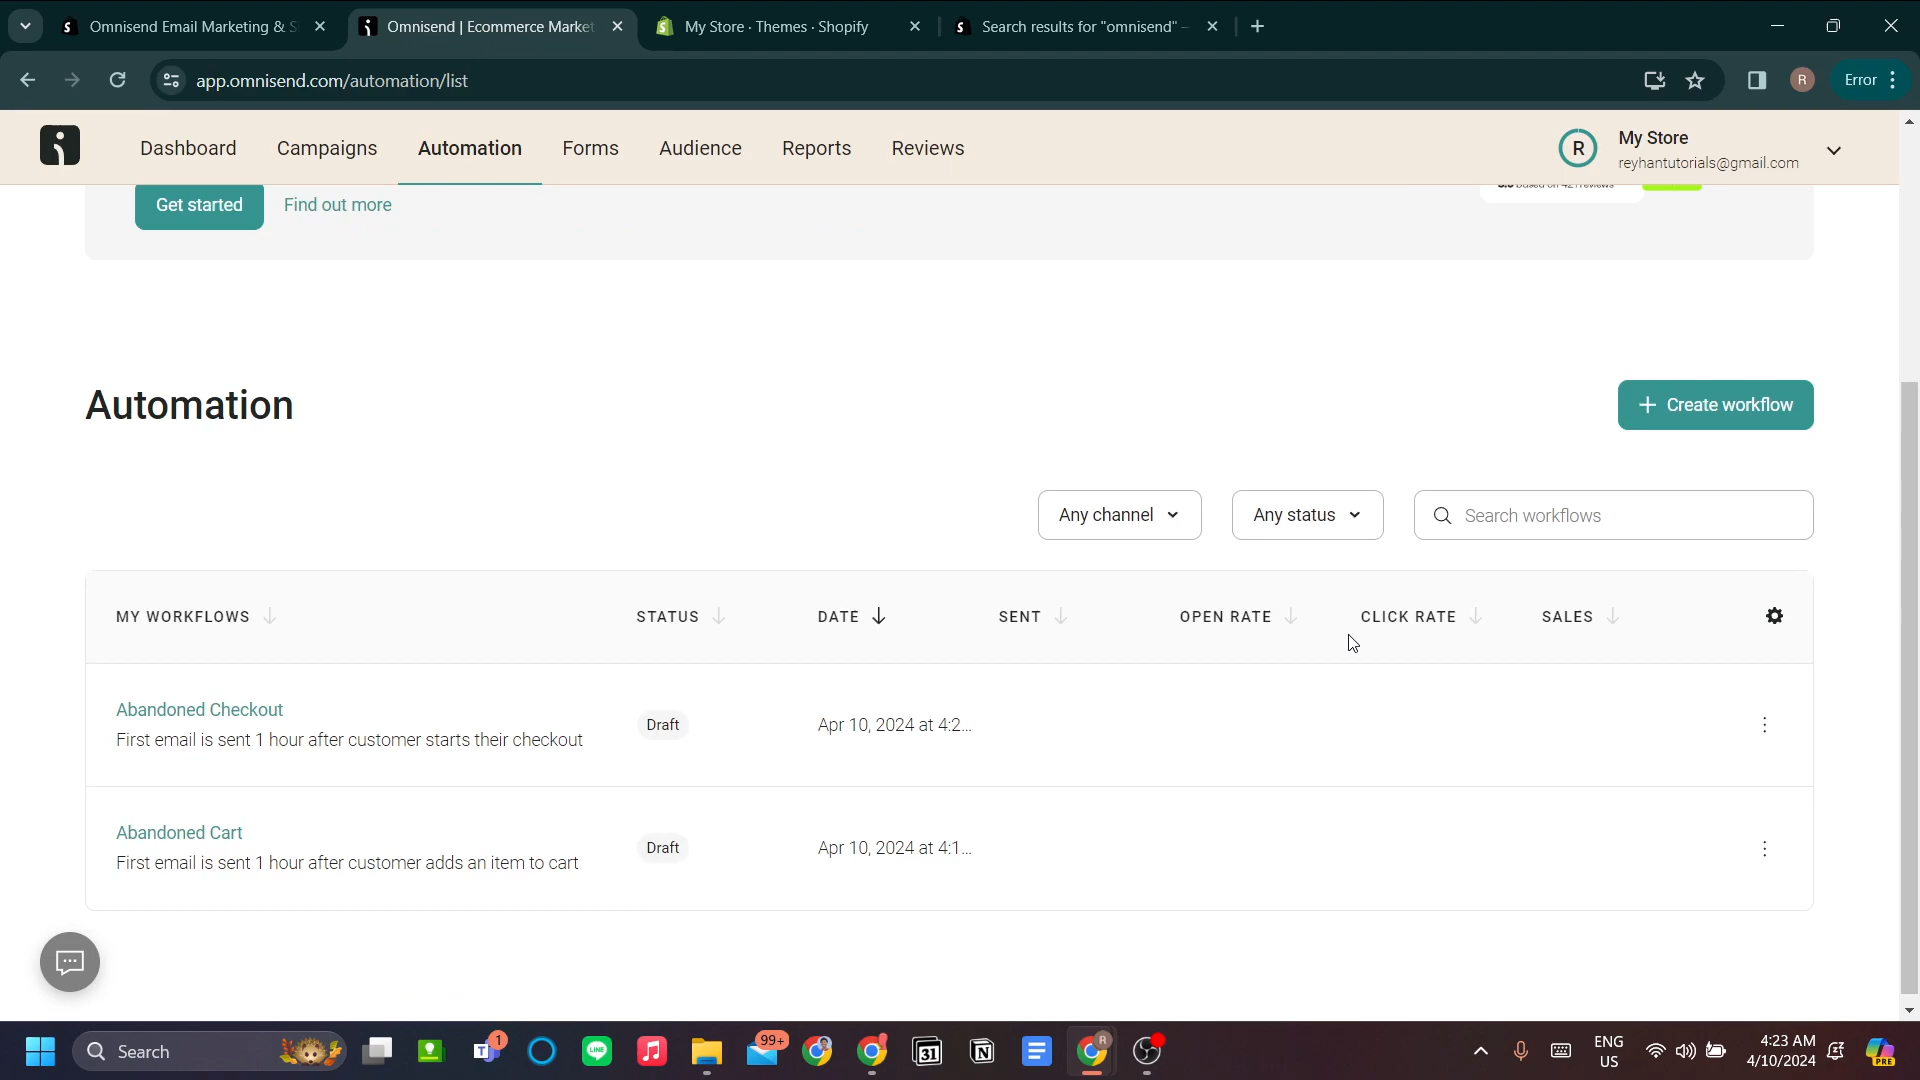 Omnisend Email Marketing & S
Omnisend | Ecommerce Market
My Store · Themes · Shopify
Search results for "omnisend" –
app.omnisend.com/automation/list
R
Error
Dashboard
Campaigns
Automation
Forms
Audience
Reports
Reviews
R
My Store
reyhantutorials@gmail.com
Get started
Find out more
Automation
+ Create workflow
Any channel
Any status
Search workflows
MY WORKFLOWS
STATUS
DATE
SENT
OPEN RATE
CLICK RATE
SALES
Abandoned Checkout
First email is sent 1 hour after customer starts their checkout
Draft
Apr 10, 2024 at 4:2...
Abandoned Cart
First email is sent 1 hour after customer adds an item to cart
Draft
Apr 10, 2024 at 4:1...
Search
1
LINE
99+
31
R
ENG
US
4:23 AM
4/10/2024
PRE